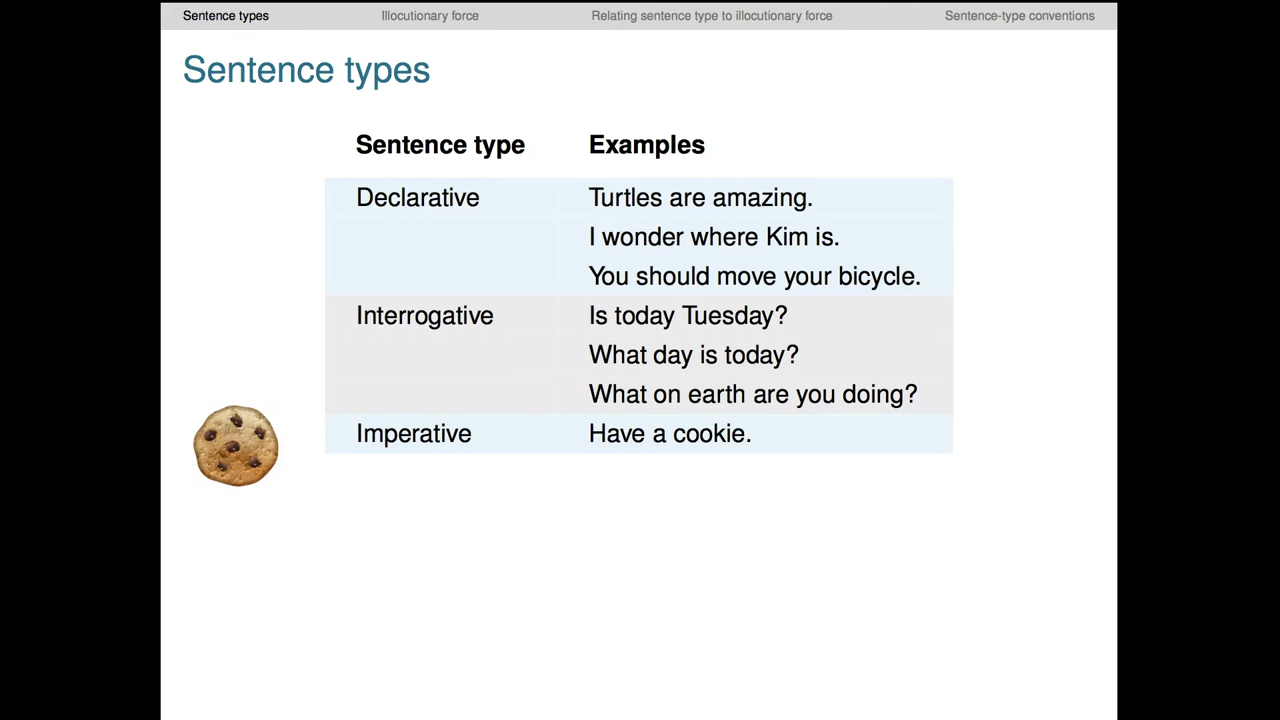 Sentence types Illocutionary force Relating sentence type to illocutionary force Sentence-type conventions
Sentence types
Sentence type Examples
Declarative Turtles are amazing.
I wonder where Kim is.
You should move your bicycle.
Interrogative Is today Tuesday?
What day is today?
What on earth are you doing?
Imperative Have a cookie.